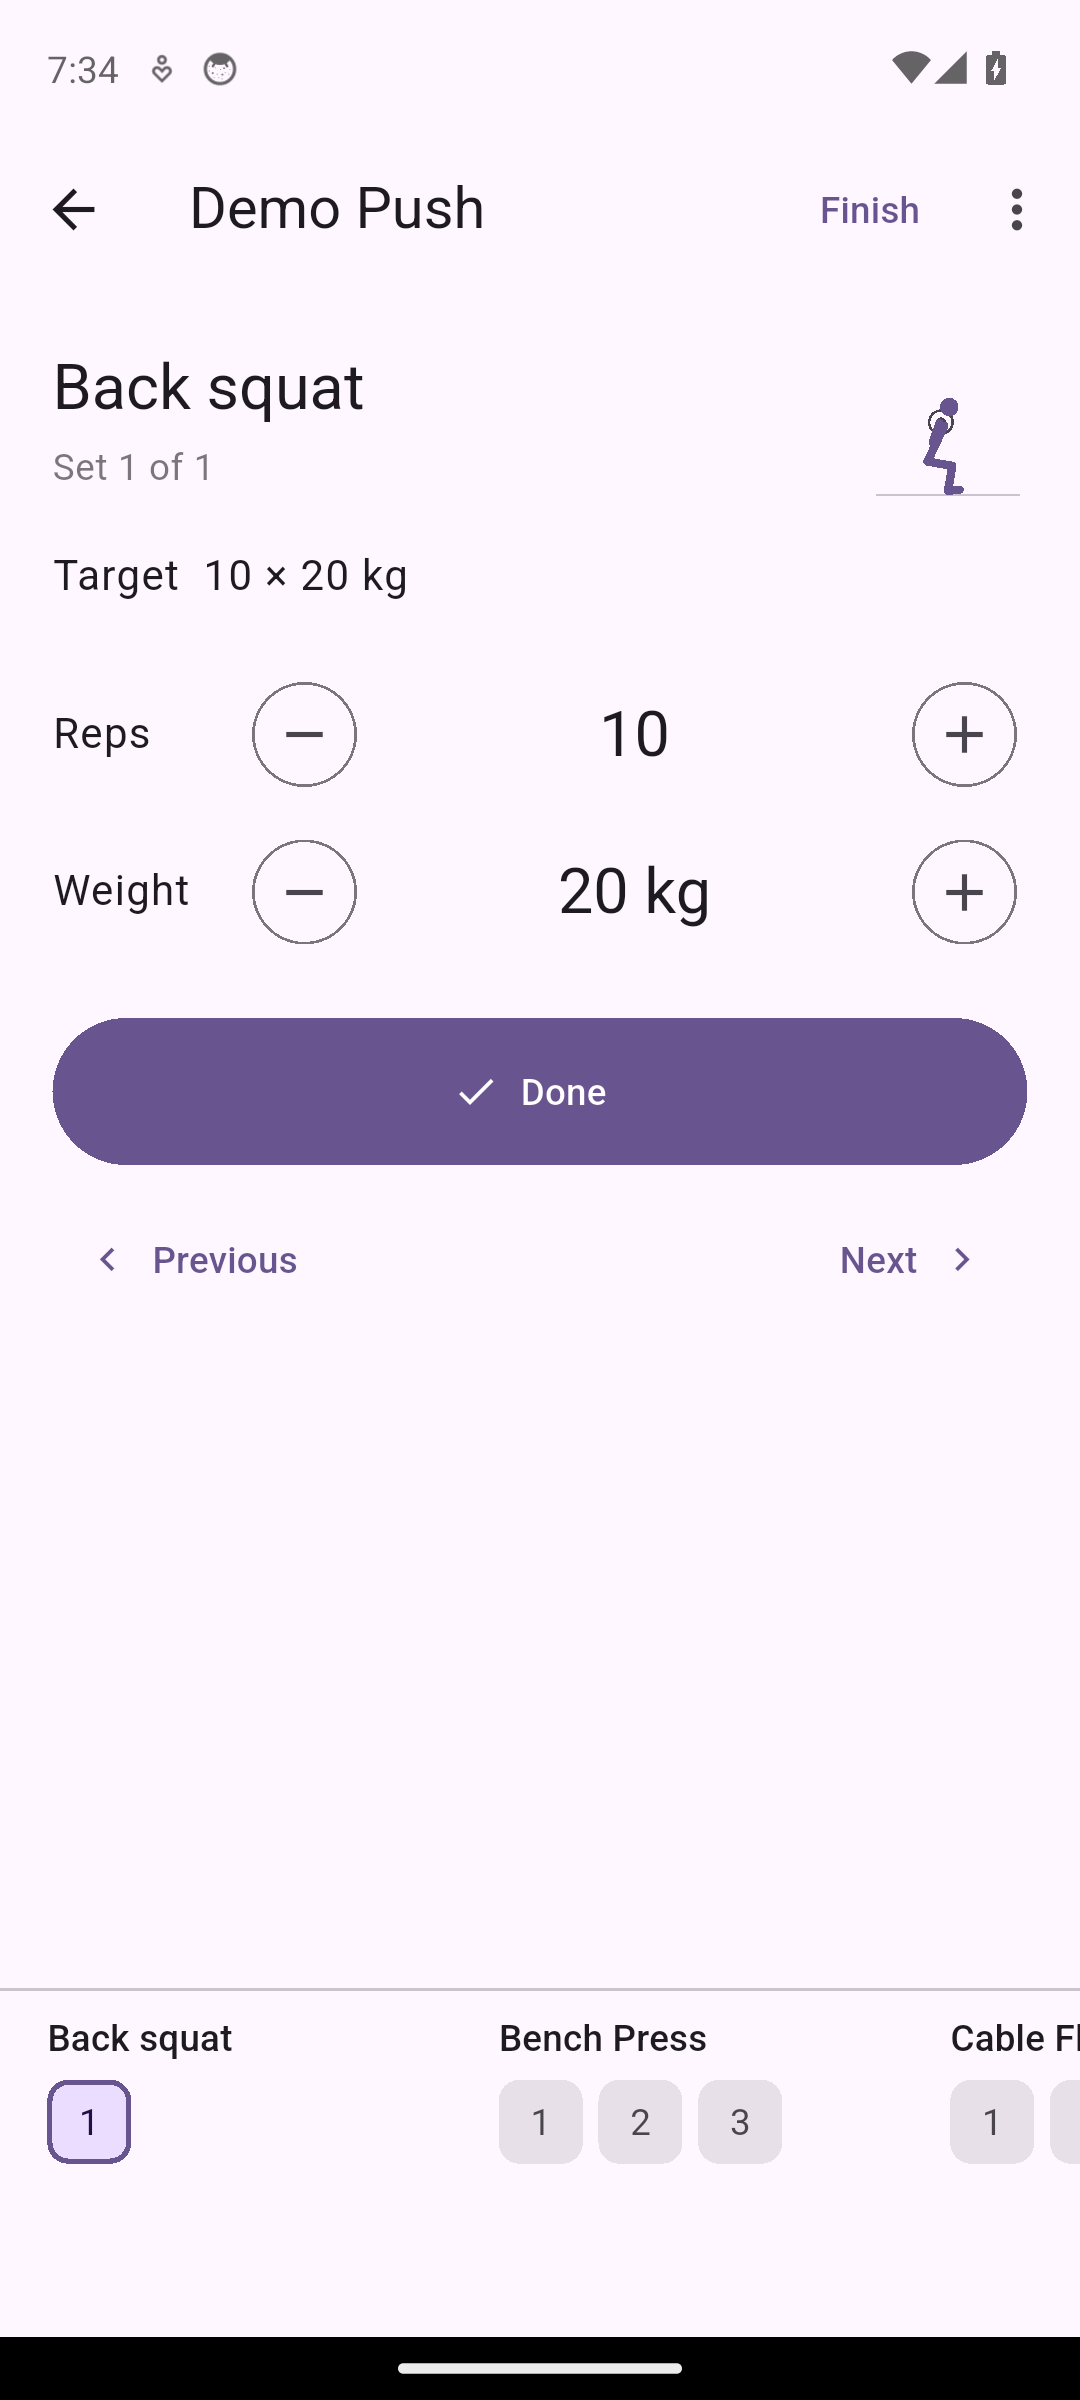 7:34
Demo Push
Finish
Back squat
Set 1 of 1
Target 10 × 20 kg
Reps
10
Weight
20 kg
Done
Previous
Next
Back squat
Bench Press
Cable
1
1 2 3
1